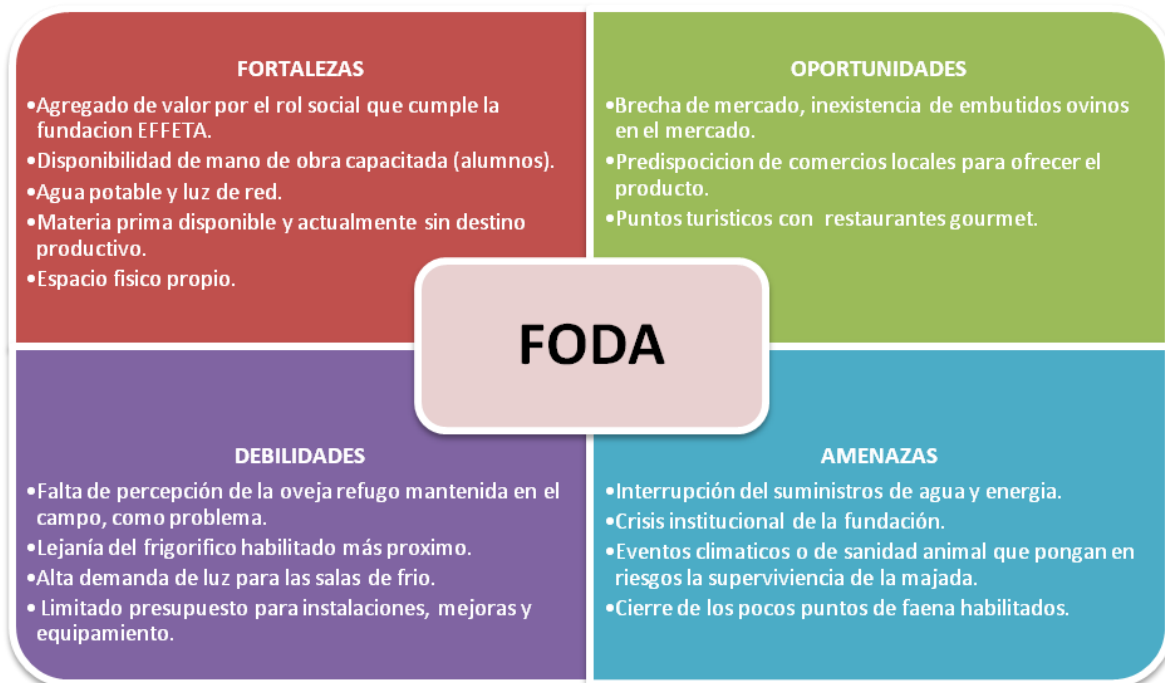 FORTALEZAS
•Agregado de valor por el rol social que cumple la
fundacion EFFETA.
•Disponibilidad de mano de obra capacitada (alumnos).
•Agua potable y luz de red.
•Materia prima disponible y actualmente sin destino
productivo.
•Espacio fisico propio.
OPORTUNIDADES
•Brecha de mercado, inexistencia de embutidos ovinos
en el mercado.
•Predispocicion de comercios locales para ofrecer el
producto.
•Puntos turisticos con restaurantes gourmet.
FODA
DEBILIDADES
•Falta de percepción de la oveja refugo mantenida en el
campo, como problema.
•Lejanía del frigorifico habilitado más proximo.
•Alta demanda de luz para las salas de frio.
• Limitado presupuesto para instalaciones, mejoras y
equipamiento.
AMENAZAS
•Interrupción del suministros de agua y energia.
•Crisis institucional de la fundación.
•Eventos climaticos o de sanidad animal que pongan en
riesgos la superviviencia de la majada.
•Cierre de los pocos puntos de faena habilitados.